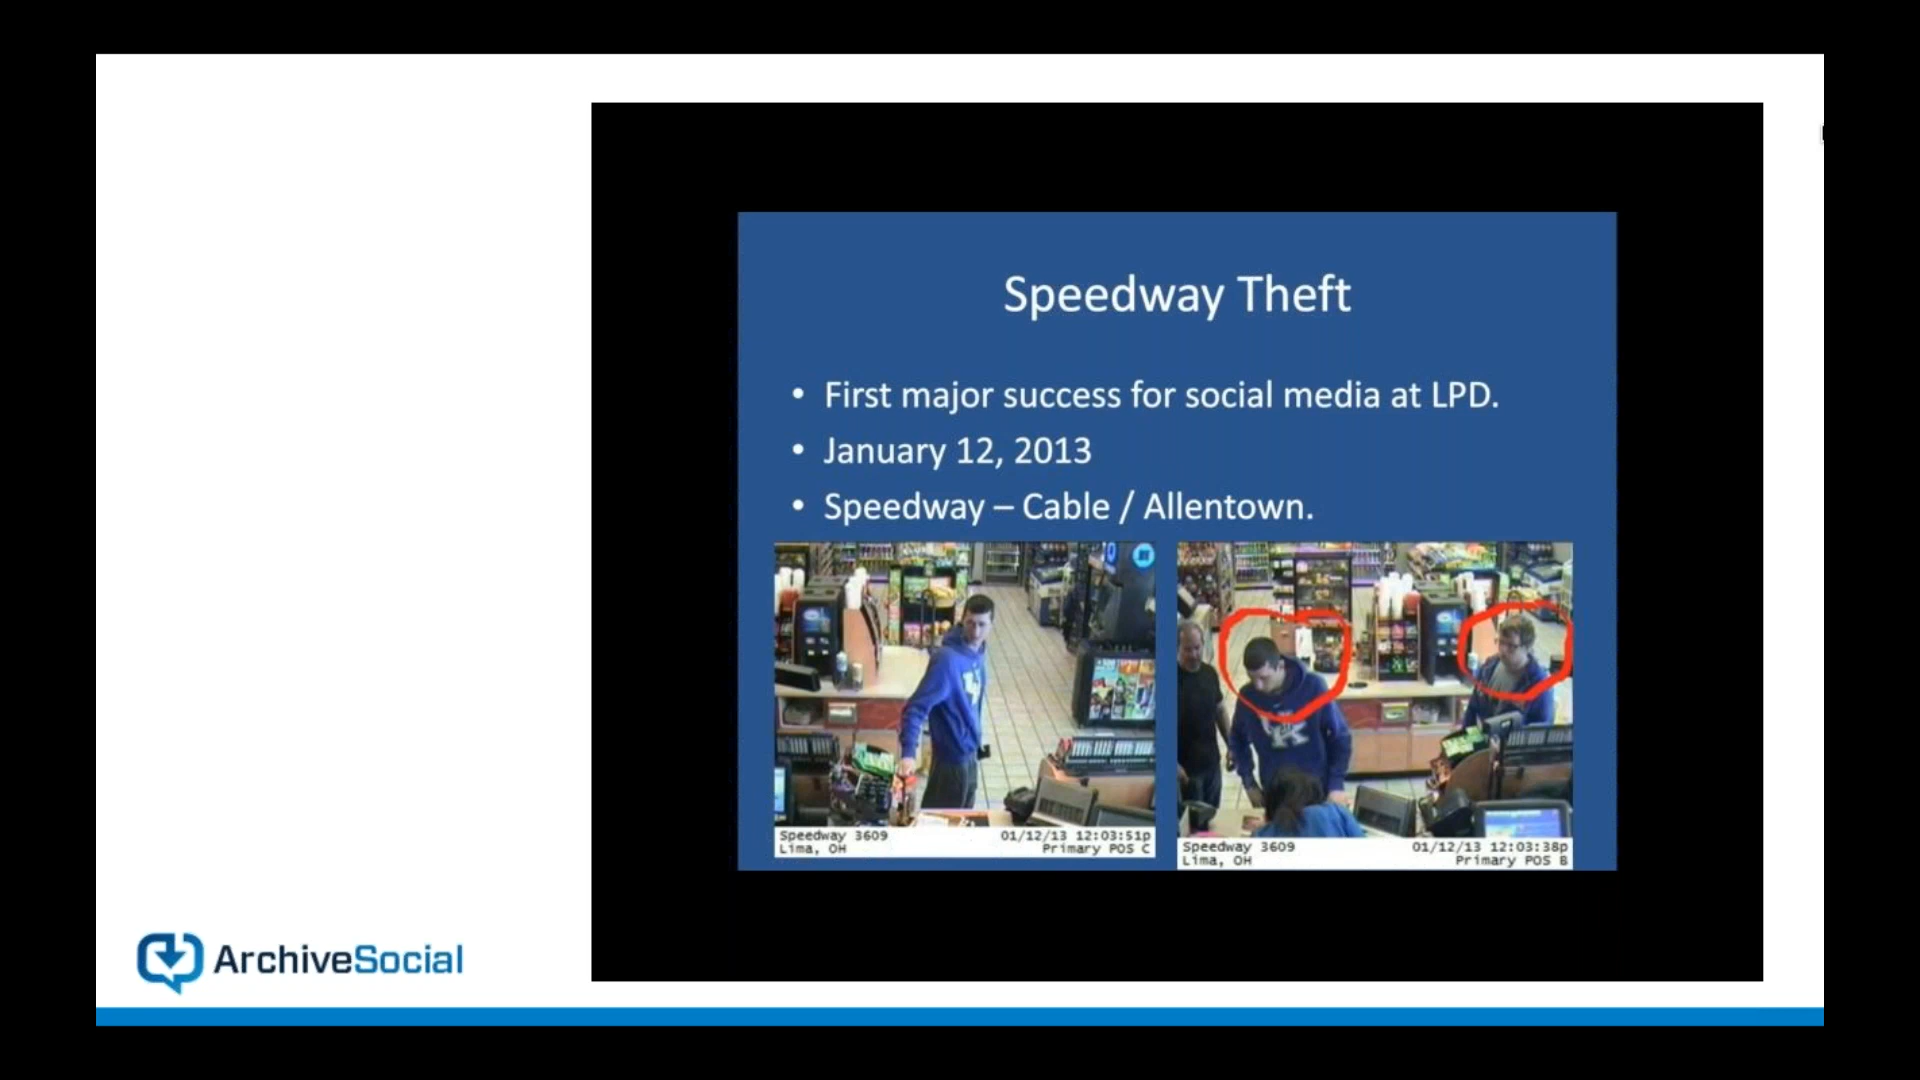 Speedway Theft
• First major success for social media at LPD.
• January 12, 2013
• Speedway – Cable / Allentown.
Speedway 3609 01/12/13 12:03:51p
Lima, OH Primary POS C
Speedway 3609 01/12/13 12:03:38p
Lima, OH Primary POS B
ArchiveSocial